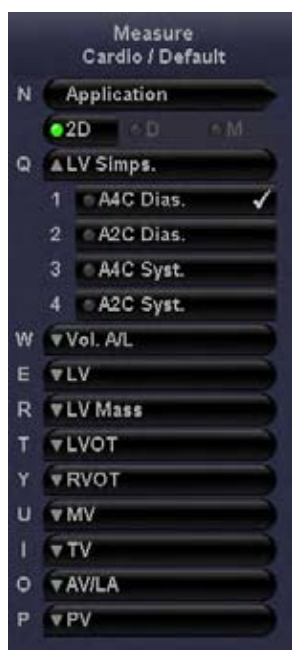 Measure
Cardio / Default
N Application
2D D M
Q LV Simps.
1 A4C Dias.
2 A2C Dias.
3 A4C Syst.
4 A2C Syst.
W Vol. A/L
E LV
R LV Mass
T LVOT
Y RVOT
U MV
I TV
O AV/LA
P PV